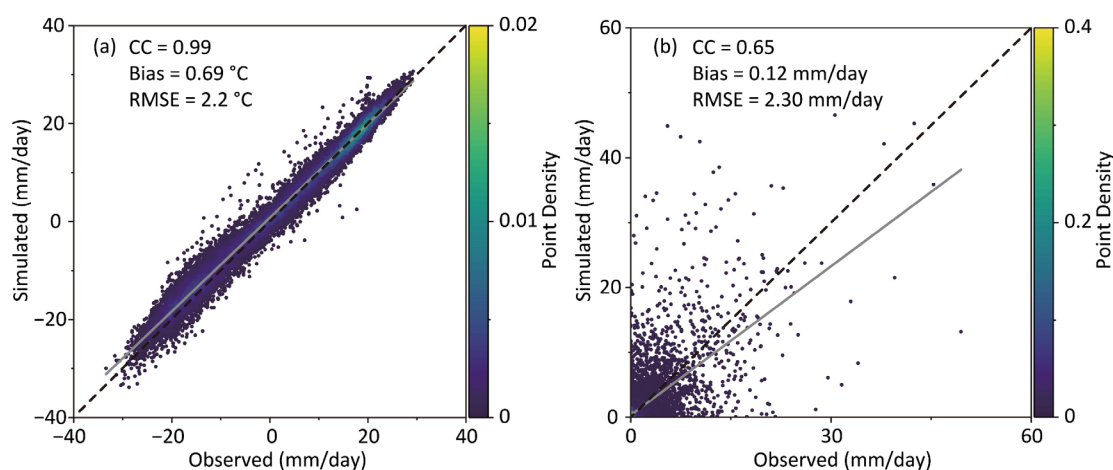 (a) CC = 0.99
Bias = 0.69 °C
RMSE = 2.2 °C
Simulated (mm/day)
40
20
0
−20
−40
−40
−20
0
20
40
Observed (mm/day)
0.02
0.01
0
Point Density
(b) CC = 0.65
Bias = 0.12 mm/day
RMSE = 2.30 mm/day
Simulated (mm/day)
60
40
20
0
0
30
60
Observed (mm/day)
0.4
0.2
0
Point Density